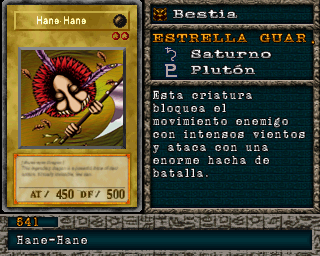 Hane-Hane
AT/ 450 DF/ 500
Bestia
ESTRELLA GUAR.
Saturno
Plutón
Esta criatura
bloquea el
movimiento enemigo
con intensos vientos
y ataca con una
enorme hacha de
batalla.
541
Hane-Hane